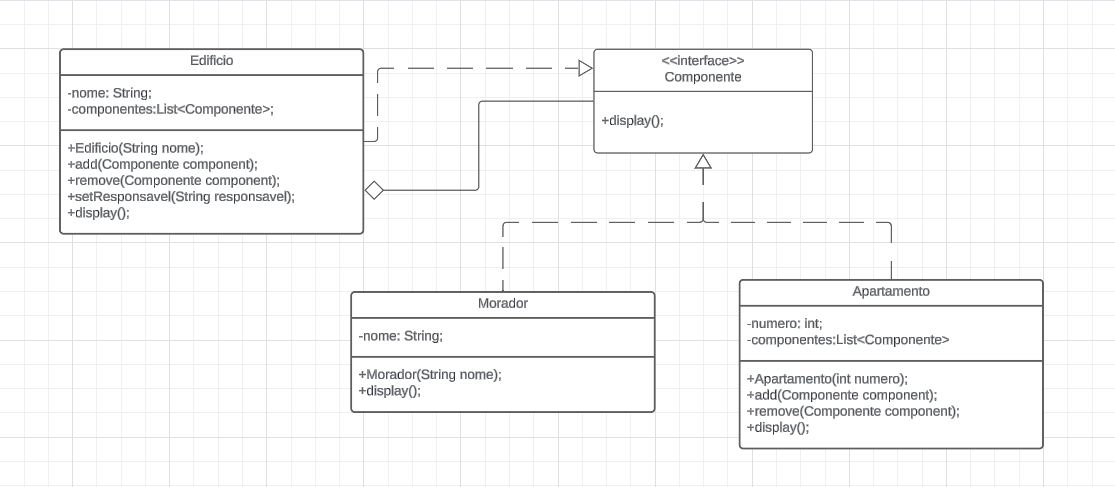 Edificio
-nome: String;
-componentes:List<Componente>;
+Edificio(String nome);
+add(Componente component);
+remove(Componente component);
+setResponsavel(String responsavel);
+display();
<<interface>>
Componente
+display();
Morador
-nome: String;
+Morador(String nome);
+display();
Apartamento
-numero: int;
-componentes:List<Componente>
+Apartamento(int numero);
+add(Componente component);
+remove(Componente component);
+display();